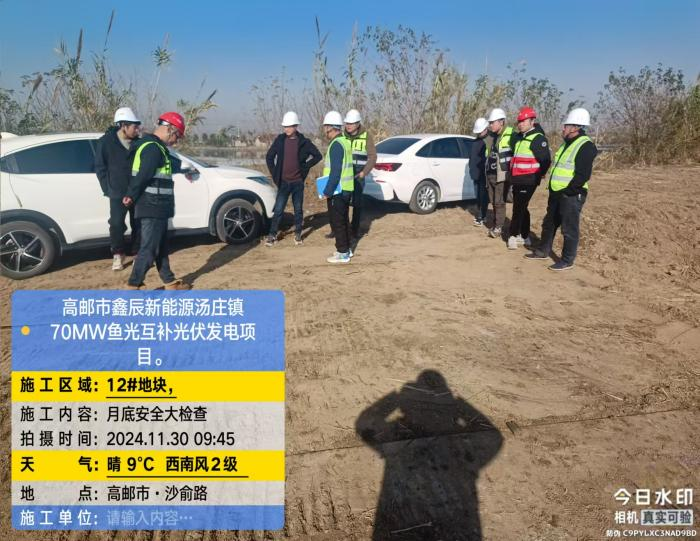 高邮市鑫辰新能源汤庄镇
70MW鱼光互补光伏发电项
目。
施工区域：12#地块，
施工内容：月底安全大检查
拍摄时间：2024.11.30 09:45
天 气：晴 9℃ 西南风2级
地 点：高邮市·沙俞路
施工单位：请输入内容…
今日水印
相机 真实可验
防伪 C9PYLXC3NAD9BD